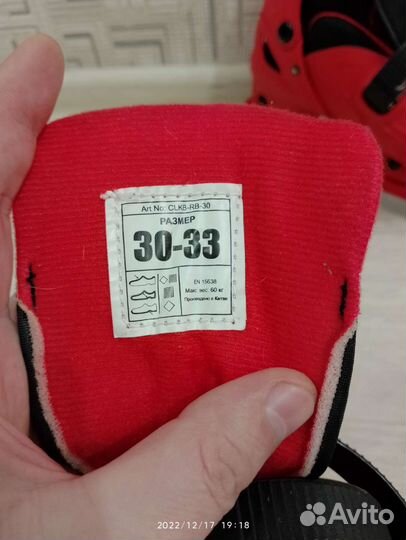 Art No: CLKB-RB-30
РАЗМЕР
30-33
EN 15638
Макс вес: 60 кг
Произведено в Китае
2022/12/17 19:18
Avito